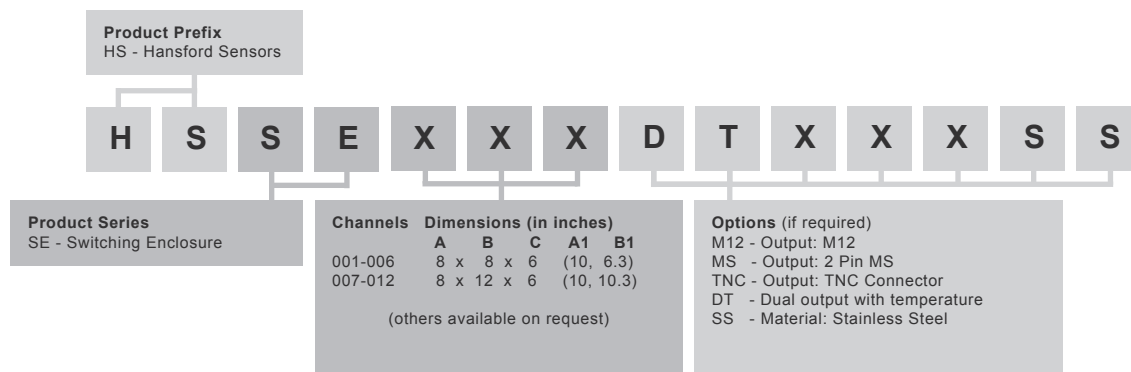 Product Prefix
HS - Hansford Sensors
H S S E X X X D T X X X S S
Product Series
SE - Switching Enclosure
Channels Dimensions (in inches)
A B C A1 B1
001-006 8 x 8 x 6 (10, 6.3)
007-012 8 x 12 x 6 (10, 10.3)
(others available on request)
Options (if required)
M12 - Output: M12
MS - Output: 2 Pin MS
TNC - Output: TNC Connector
DT - Dual output with temperature
SS - Material: Stainless Steel